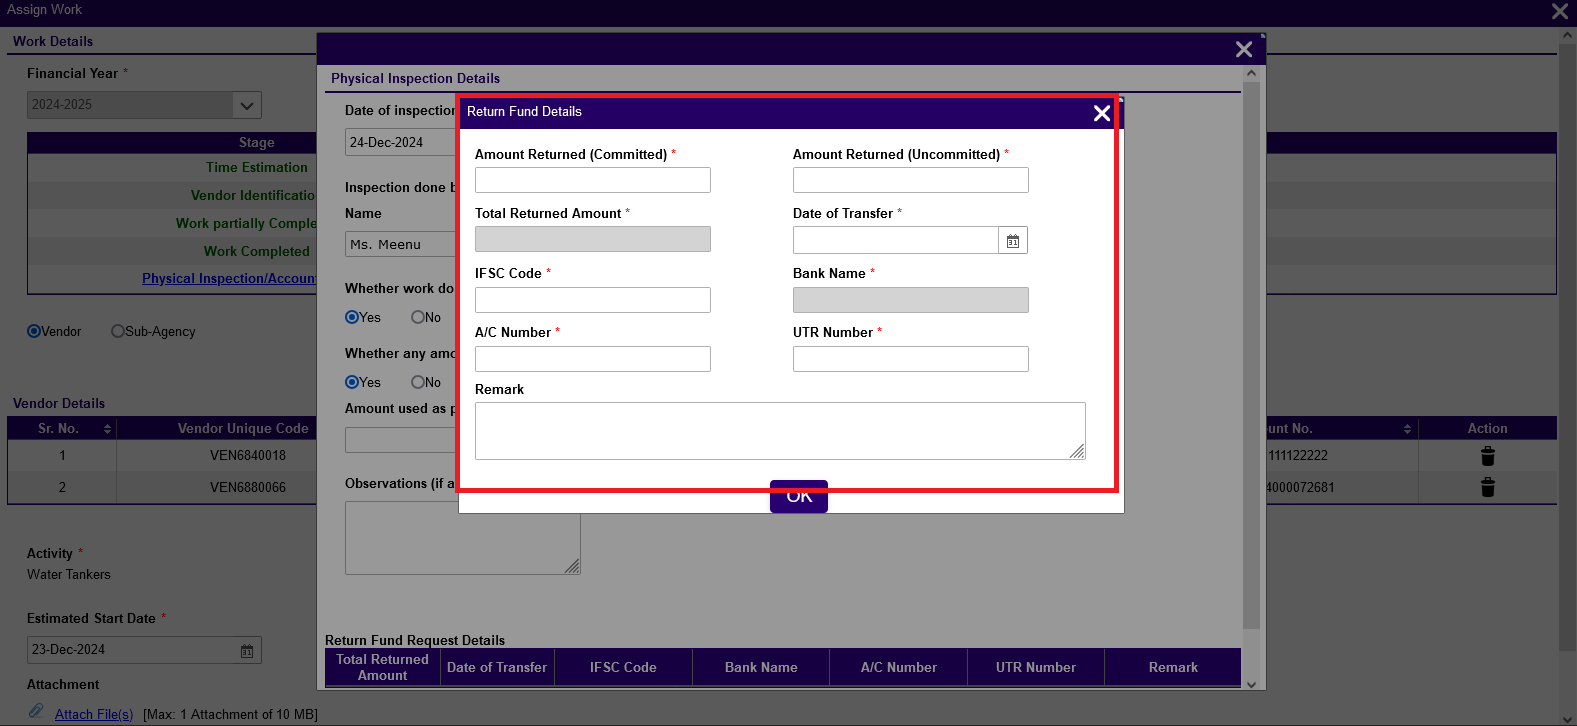 Assign Work
Work Details
Financial Year *
2024-2025
Stage
Time Estimation
Vendor Identificatio
Work partially Comple
Work Completed
Physical Inspection/Accoun
Vendor
Sub-Agency
Vendor Details
Sr. No.
Vendor Unique Code
ount No.
Action
1
VEN6840018
111122222
2
VEN6880066
4000072681
Activity *
Water Tankers
Estimated Start Date *
23-Dec-2024
Attachment
Attach File(s) [Max: 1 Attachment of 10 MB]
Physical Inspection Details
Date of inspection
24-Dec-2024
Inspection done b
Name
Ms. Meenu
Whether work do
Yes No
Whether any amo
Yes No
Amount used as p
Observations (if a
Return Fund Request Details
Total Returned Amount
Date of Transfer
IFSC Code
Bank Name
A/C Number
UTR Number
Remark
Return Fund Details
Amount Returned (Committed) *
Amount Returned (Uncommitted) *
Total Returned Amount *
Date of Transfer *
31
IFSC Code *
Bank Name *
A/C Number *
UTR Number *
Remark
OK